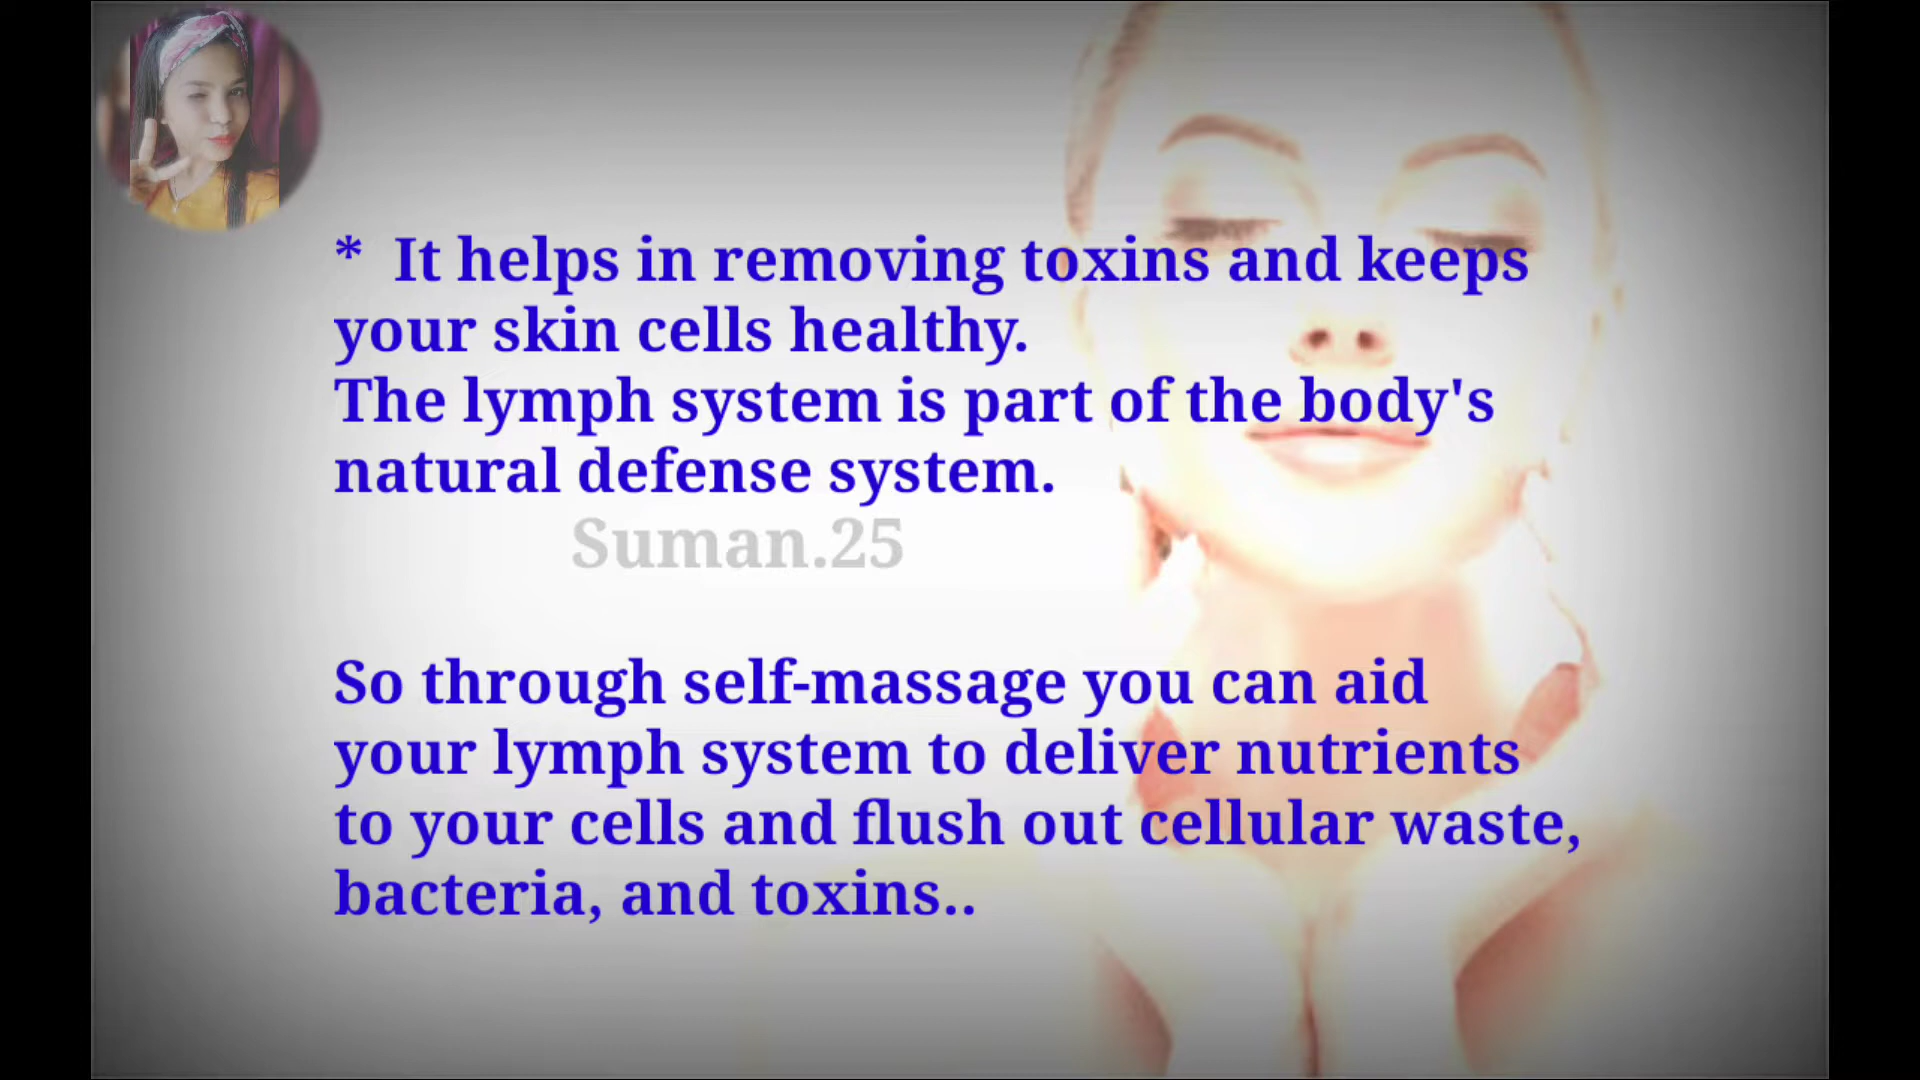 *  It helps in removing toxins and keeps
your skin cells healthy.
The lymph system is part of the body's
natural defense system.
Suman.25
So through self-massage you can aid
your lymph system to deliver nutrients
to your cells and flush out cellular waste,
bacteria, and toxins..